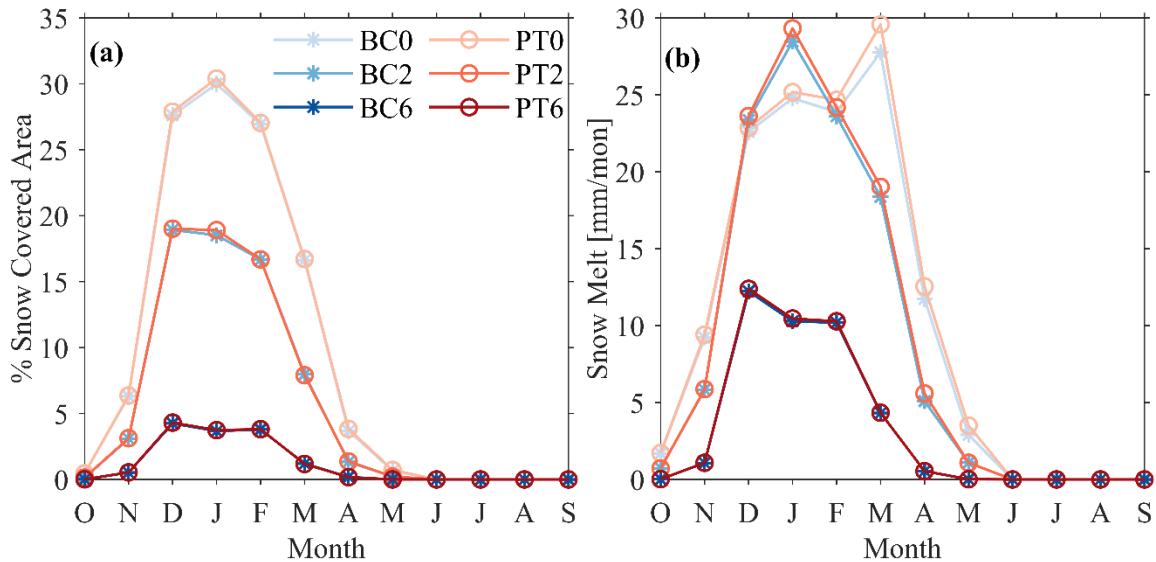 35
30
25
20
15
10
5
0
% Snow Covered Area
(a)
BC0 PT0
BC2 PT2
BC6 PT6
O N D J F M A M J J A S
Month
30
25
20
15
10
5
0
Snow Melt [mm/mon]
(b)
O N D J F M A M J J A S
Month